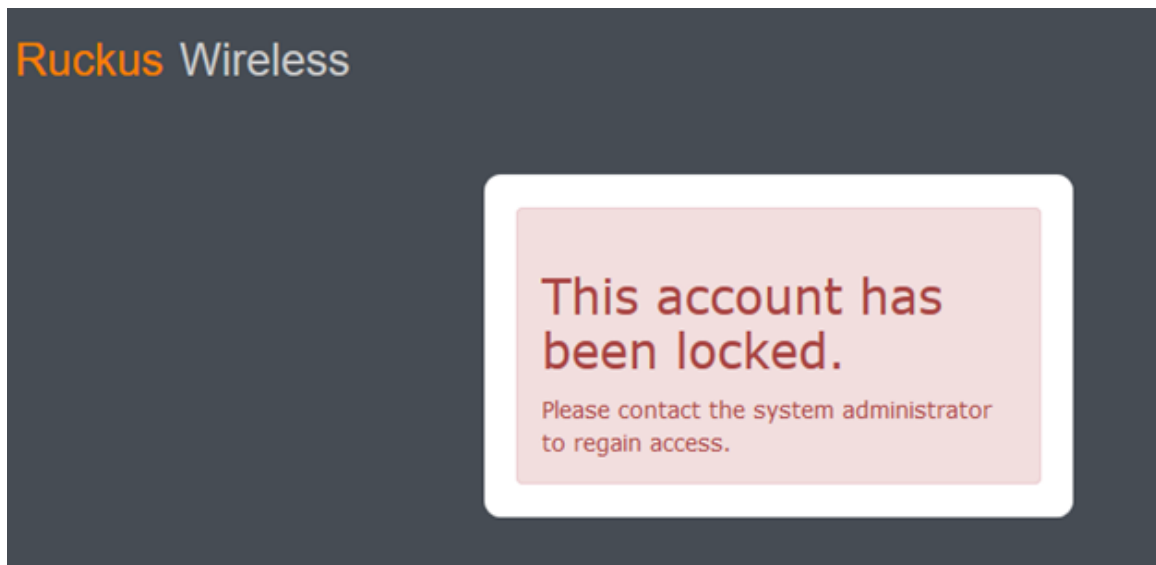 Ruckus Wireless
This account has
been locked.
Please contact the system administrator
to regain access.